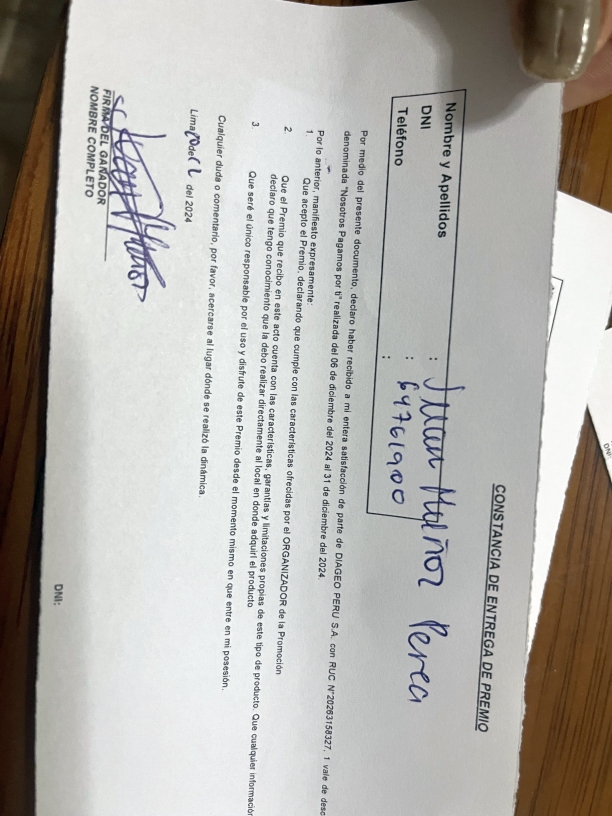 CONSTANCIA DE ENTREGA DE PREMIO
Nombre y Apellidos : Juan Muñoz Perea
DNI : 64761900
Teléfono :
Por medio del presente documento, declaro haber recibido a mi entera satisfacción de parte de DIAGEO PERU S.A. con RUC N°20263158327, 1 vale de desc
denominada "Nosotros Pagamos por ti" realizada del 06 de diciembre del 2024 al 31 de diciembre del 2024.
Por lo anterior, manifiesto expresamente:
1. Que acepto el Premio, declarando que cumple con las características ofrecidas por el ORGANIZADOR de la Promoción
2. Que el Premio que recibo en este acto cuenta con las características, garantías y limitaciones propias de este tipo de producto. Que cualquier información
declaro que tengo conocimiento que la debo realizar directamente al local en donde adquirí el producto
3. Que seré el único responsable por el uso y disfrute de este Premio desde el momento mismo en que entre en mi posesión.
Cualquier duda o comentario, por favor, acercarse al lugar dónde se realizó la dinámica.
Lima 20 de 12 del 2024
Juan Muñoz
FIRMA DEL GANADOR
NOMBRE COMPLETO
DNI:
DNI: